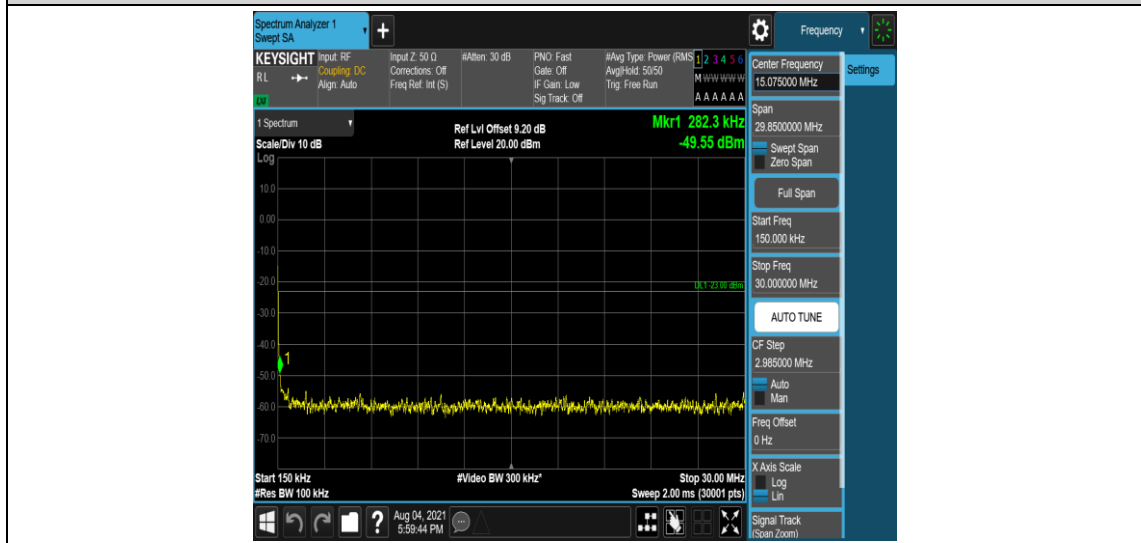 Spectrum Analyzer 1
Swept SA
+
Frequency
KEYSIGHT
RL
Input: RF
Coupling: DC
Align: Auto
Input Z: 50 Ω
Corrections: Off
Freq Ref: Int (S)
#Atten: 30 dB
PNO: Fast
Gate: Off
IF Gain: Low
Sig Track: Off
#Avg Type: Power (RMS
Avg|Hold: 50/50
Trig: Free Run
1 2 3 4 5 6
M W W W W W
A A A A A A
1 Spectrum
Scale/Div 10 dB
Ref Lvl Offset 9.20 dB
Ref Level 20.00 dBm
Mkr1 282.3 kHz
-49.55 dBm
Log
10.0
0.00
-10.0
-20.0
DL1 -23.00 dBm
-30.0
-40.0
1
-50.0
-60.0
-70.0
Start 150 kHz
#Res BW 100 kHz
#Video BW 300 kHz*
Stop 30.00 MHz
Sweep 2.00 ms (30001 pts)
?
Aug 04, 2021
5:59:44 PM
Center Frequency
15.075000 MHz
Settings
Span
29.8500000 MHz
Swept Span
Zero Span
Full Span
Start Freq
150.000 kHz
Stop Freq
30.000000 MHz
AUTO TUNE
CF Step
2.985000 MHz
Auto
Man
Freq Offset
0 Hz
X Axis Scale
Log
Lin
Signal Track
(Span Zoom)